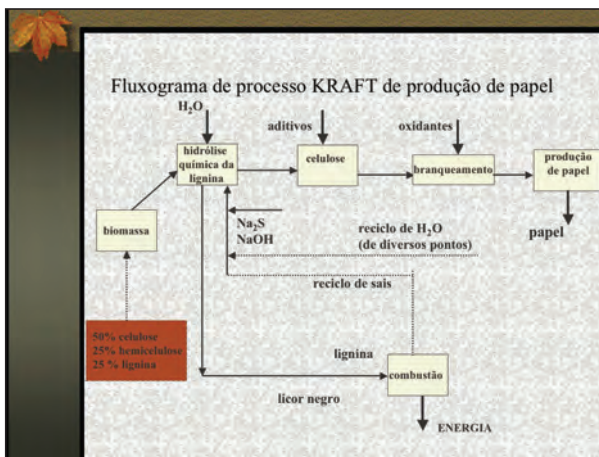 Fluxograma de processo KRAFT de produção de papel
H₂O
aditivos
oxidantes
hidrólise
química da
lignina
celulose
branqueamento
produção
de papel
biomassa
Na₂S
NaOH
reciclo de H₂O
(de diversos pontos)
papel
reciclo de sais
50% celulose
25% hemicelulose
25 % lignina
lignina
combustão
licor negro
ENERGIA